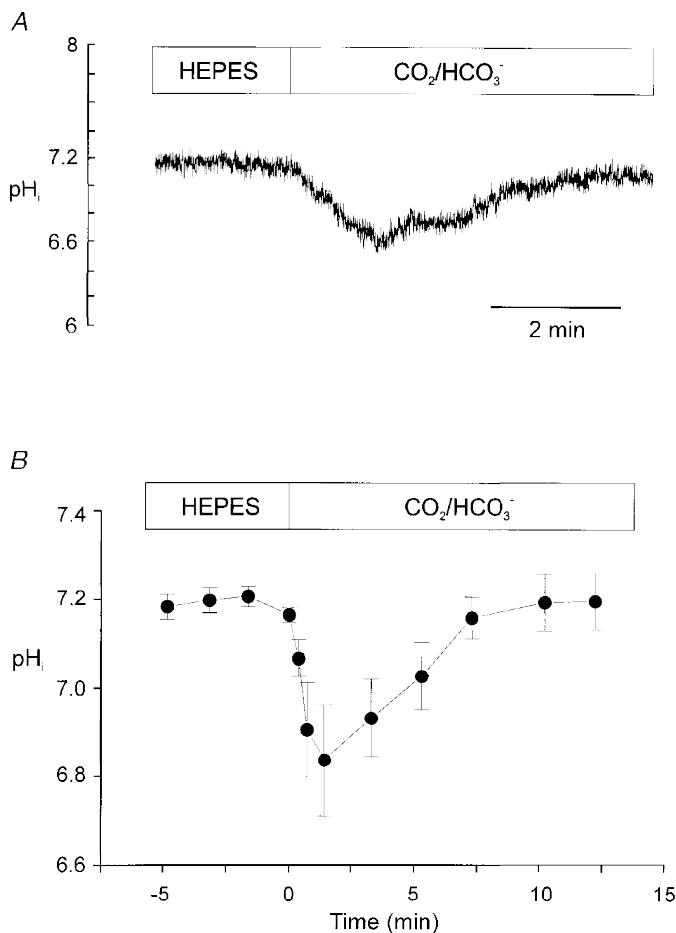 A
8
HEPES CO₂/HCO₃⁻
7.2
pHᵢ
6.6
6
2 min
B
7.4
HEPES CO₂/HCO₃⁻
7.2
pHᵢ
7.0
6.8
6.6
-5 0 5 10 15
Time (min)